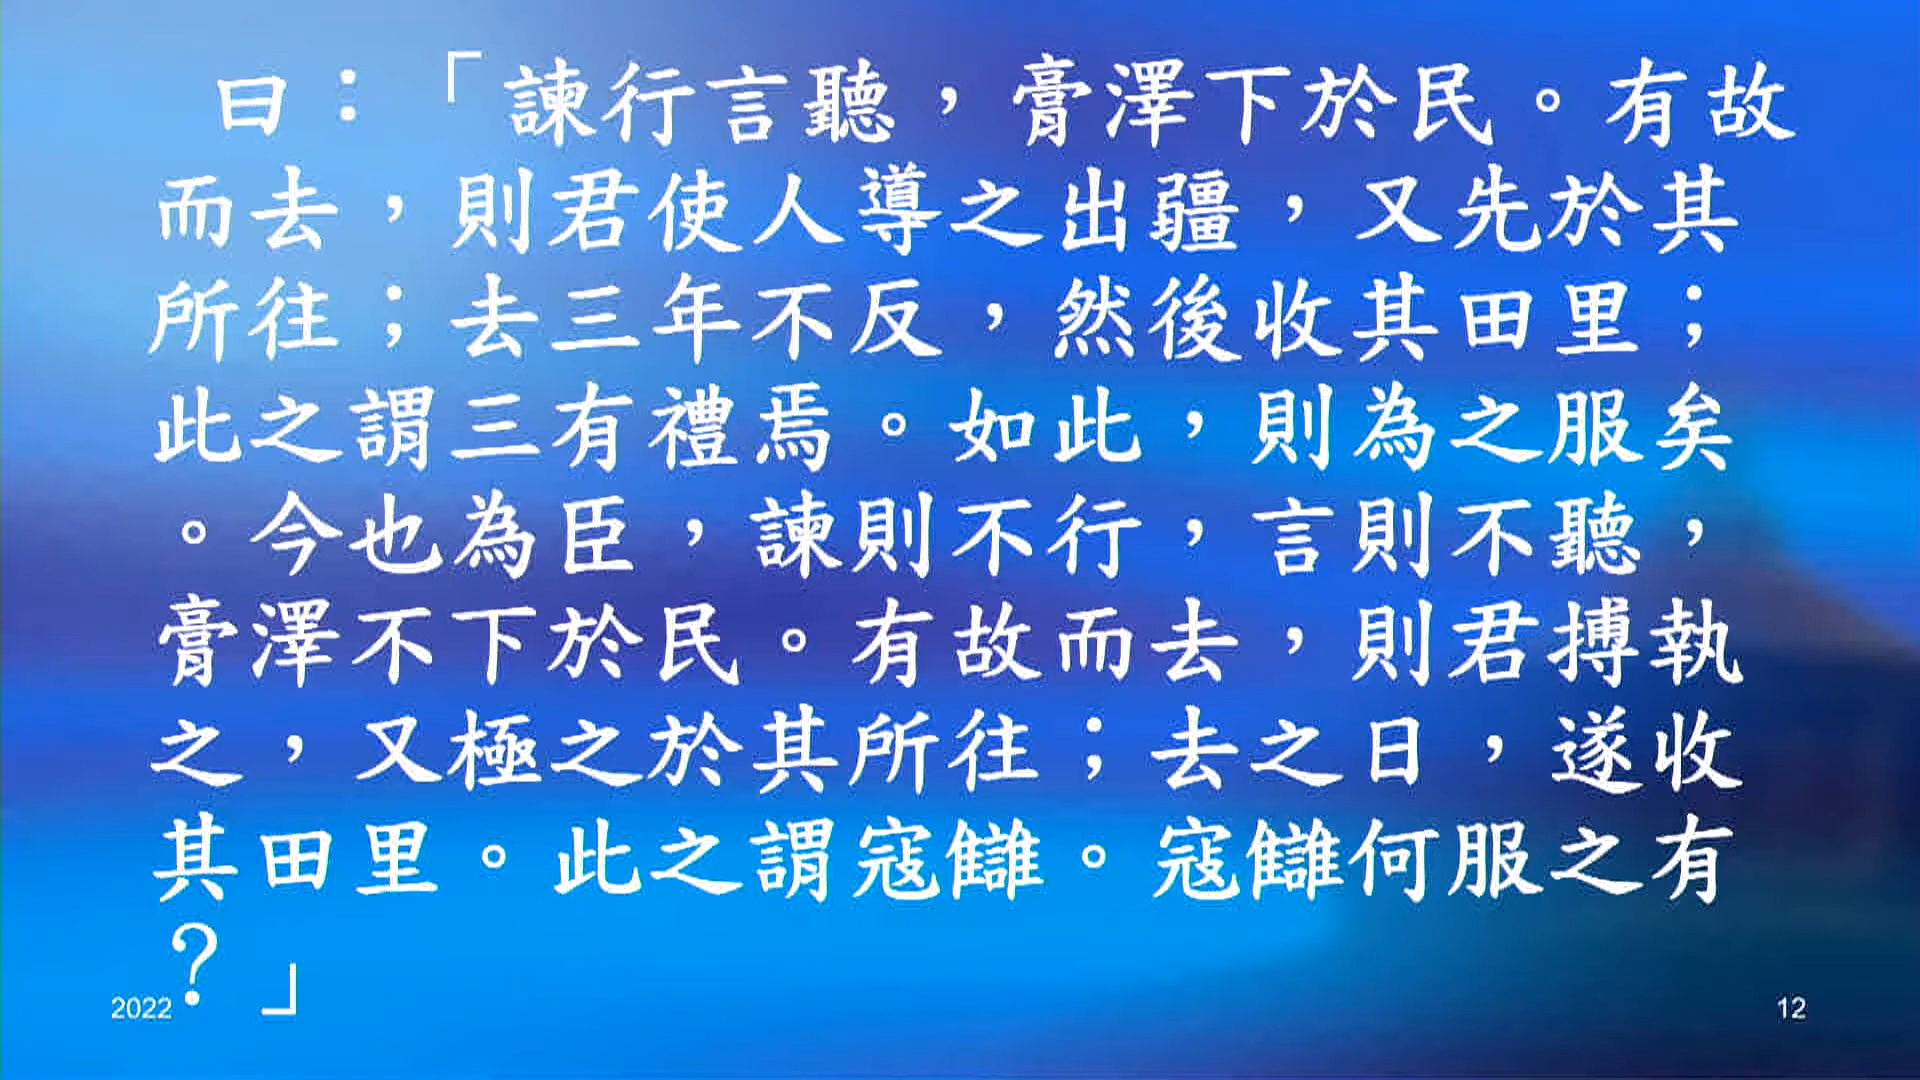 曰：「諫行言聽，膏澤下於民。有故
而去，則君使人導之出疆，又先於其
所往；去三年不反，然後收其田里；
此之謂三有禮焉。如此，則為之服矣
。今也為臣，諫則不行，言則不聽，
膏澤不下於民。有故而去，則君搏執
之，又極之於其所往；去之日，遂收
其田里。此之謂寇讎。寇讎何服之有
？」
2022
12